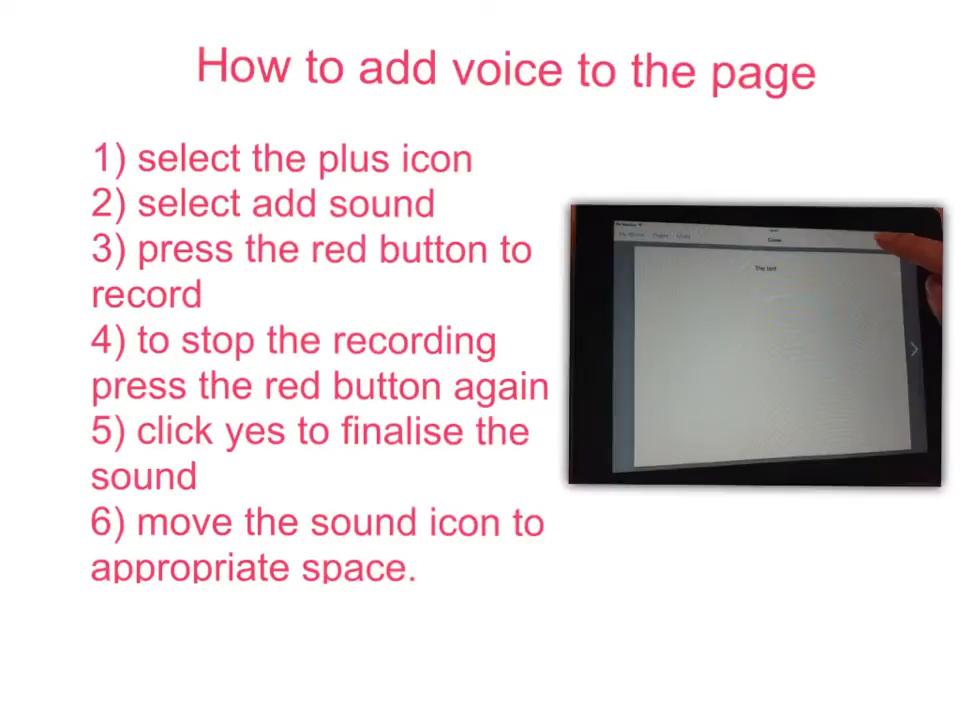 How to add voice to the page
1) select the plus icon
2) select add sound
3) press the red button to
record
4) to stop the recording
press the red button again
5) click yes to finalise the
sound
6) move the sound icon to
appropriate space.
Cover